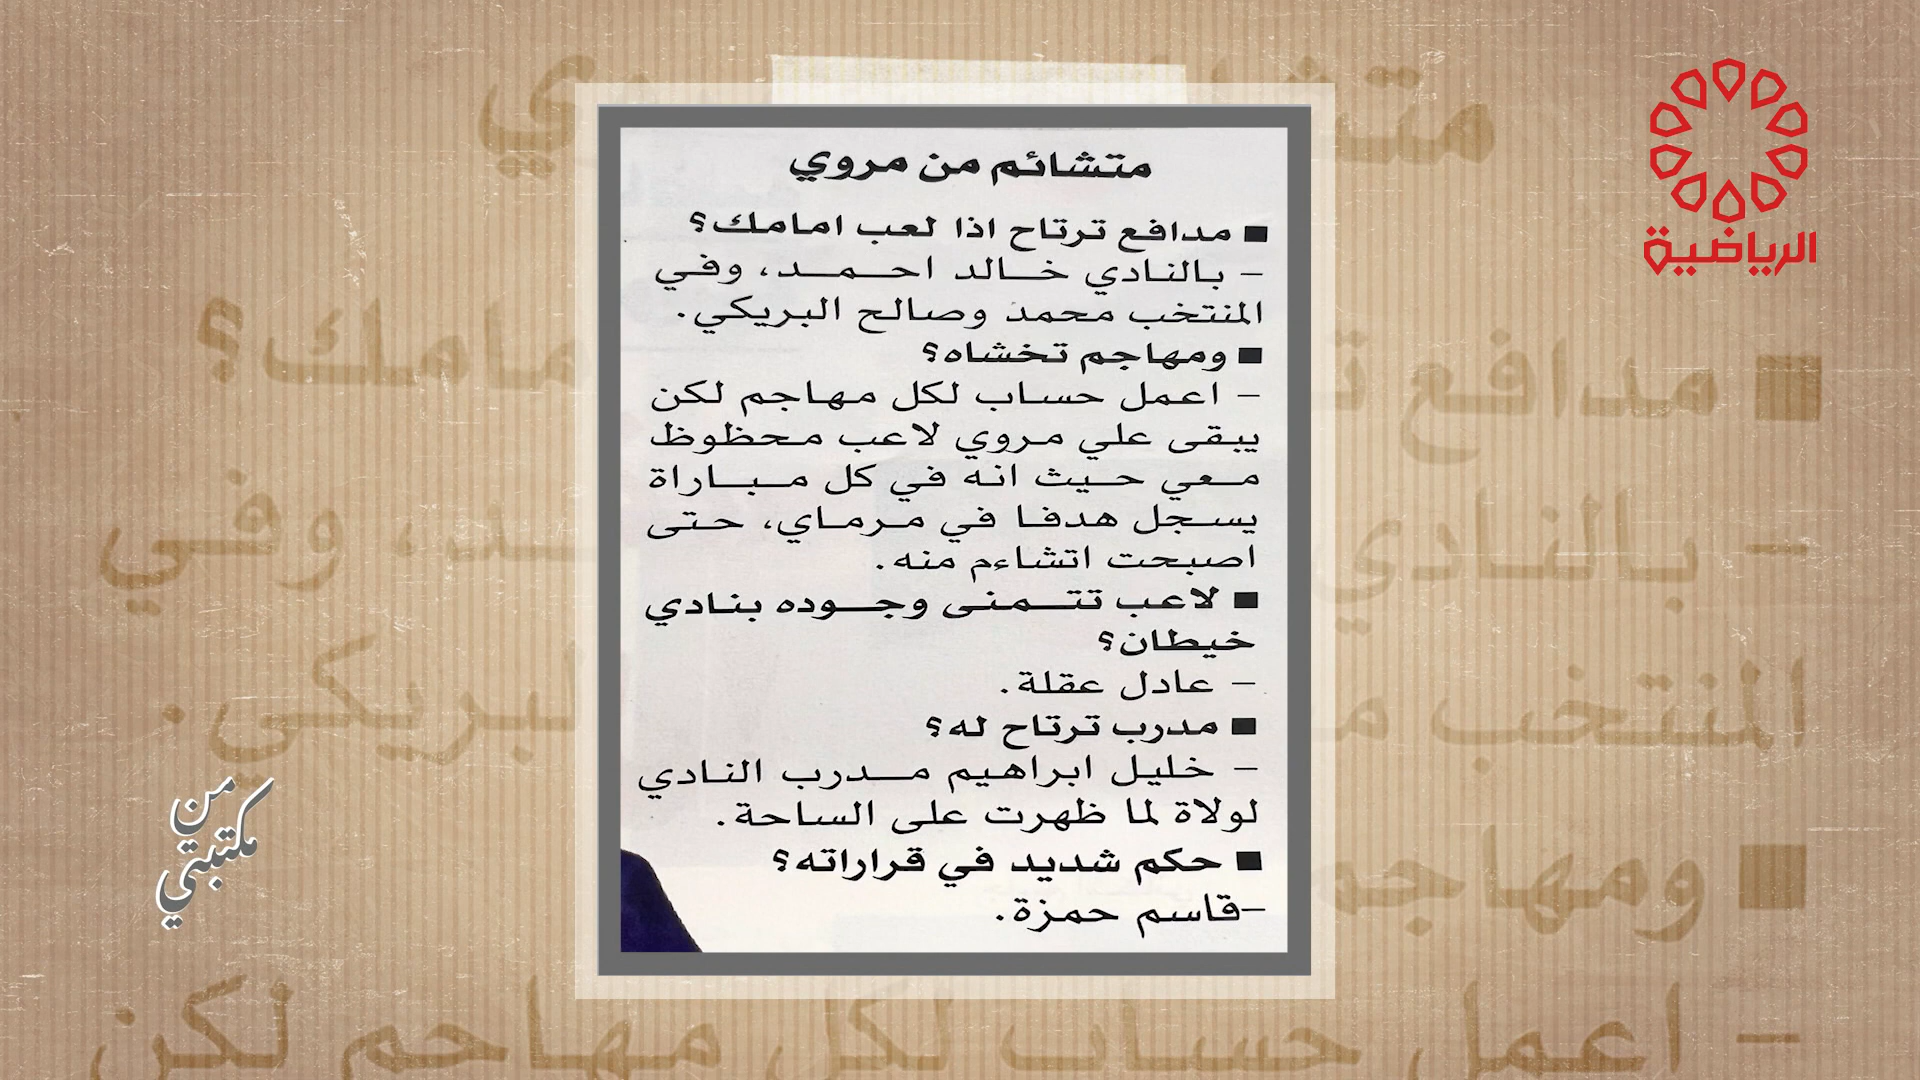 متشائم من مروي
■ مدافع ترتاح اذا لعب امامك؟
– بالنادي خالد احمد، وفي
المنتخب محمد وصالح البريكي.
■ ومهاجم تخشاه؟
– اعمل حساب لكل مهاجم لكن
يبقى علي مروي لاعب محظوظ
معي حيث انه في كل مباراة
يسجل هدفا في مرماي، حتى
اصبحت اتشاءم منه.
■ لاعب تتمنى وجوده بنادي
خيطان؟
– عادل عقلة.
■ مدرب ترتاح له؟
– خليل ابراهيم مدرب النادي
لولاة لما ظهرت على الساحة.
■ حكم شديد في قراراته؟
–قاسم حمزة.
الرياضية
من
مكتبتي